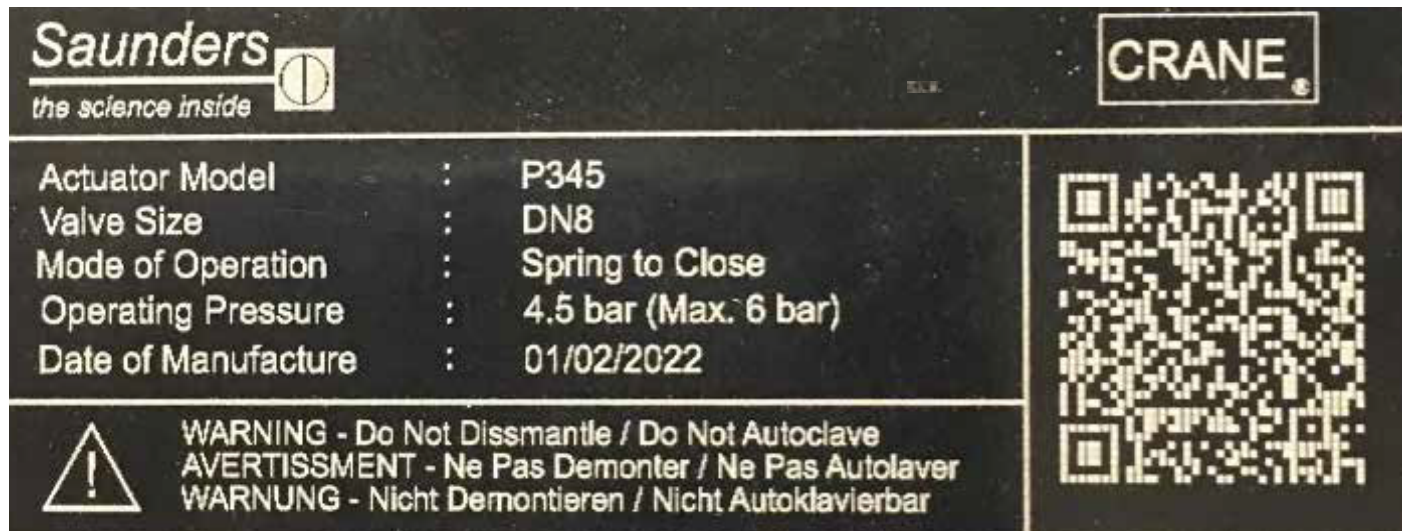 Saunders
the science inside
CRANE®
Actuator Model : P345
Valve Size : DN8
Mode of Operation : Spring to Close
Operating Pressure : 4.5 bar (Max. 6 bar)
Date of Manufacture : 01/02/2022
WARNING - Do Not Dissmantle / Do Not Autoclave
AVERTISSMENT - Ne Pas Demonter / Ne Pas Autolaver
WARNUNG - Nicht Demontieren / Nicht Autoklavierbar